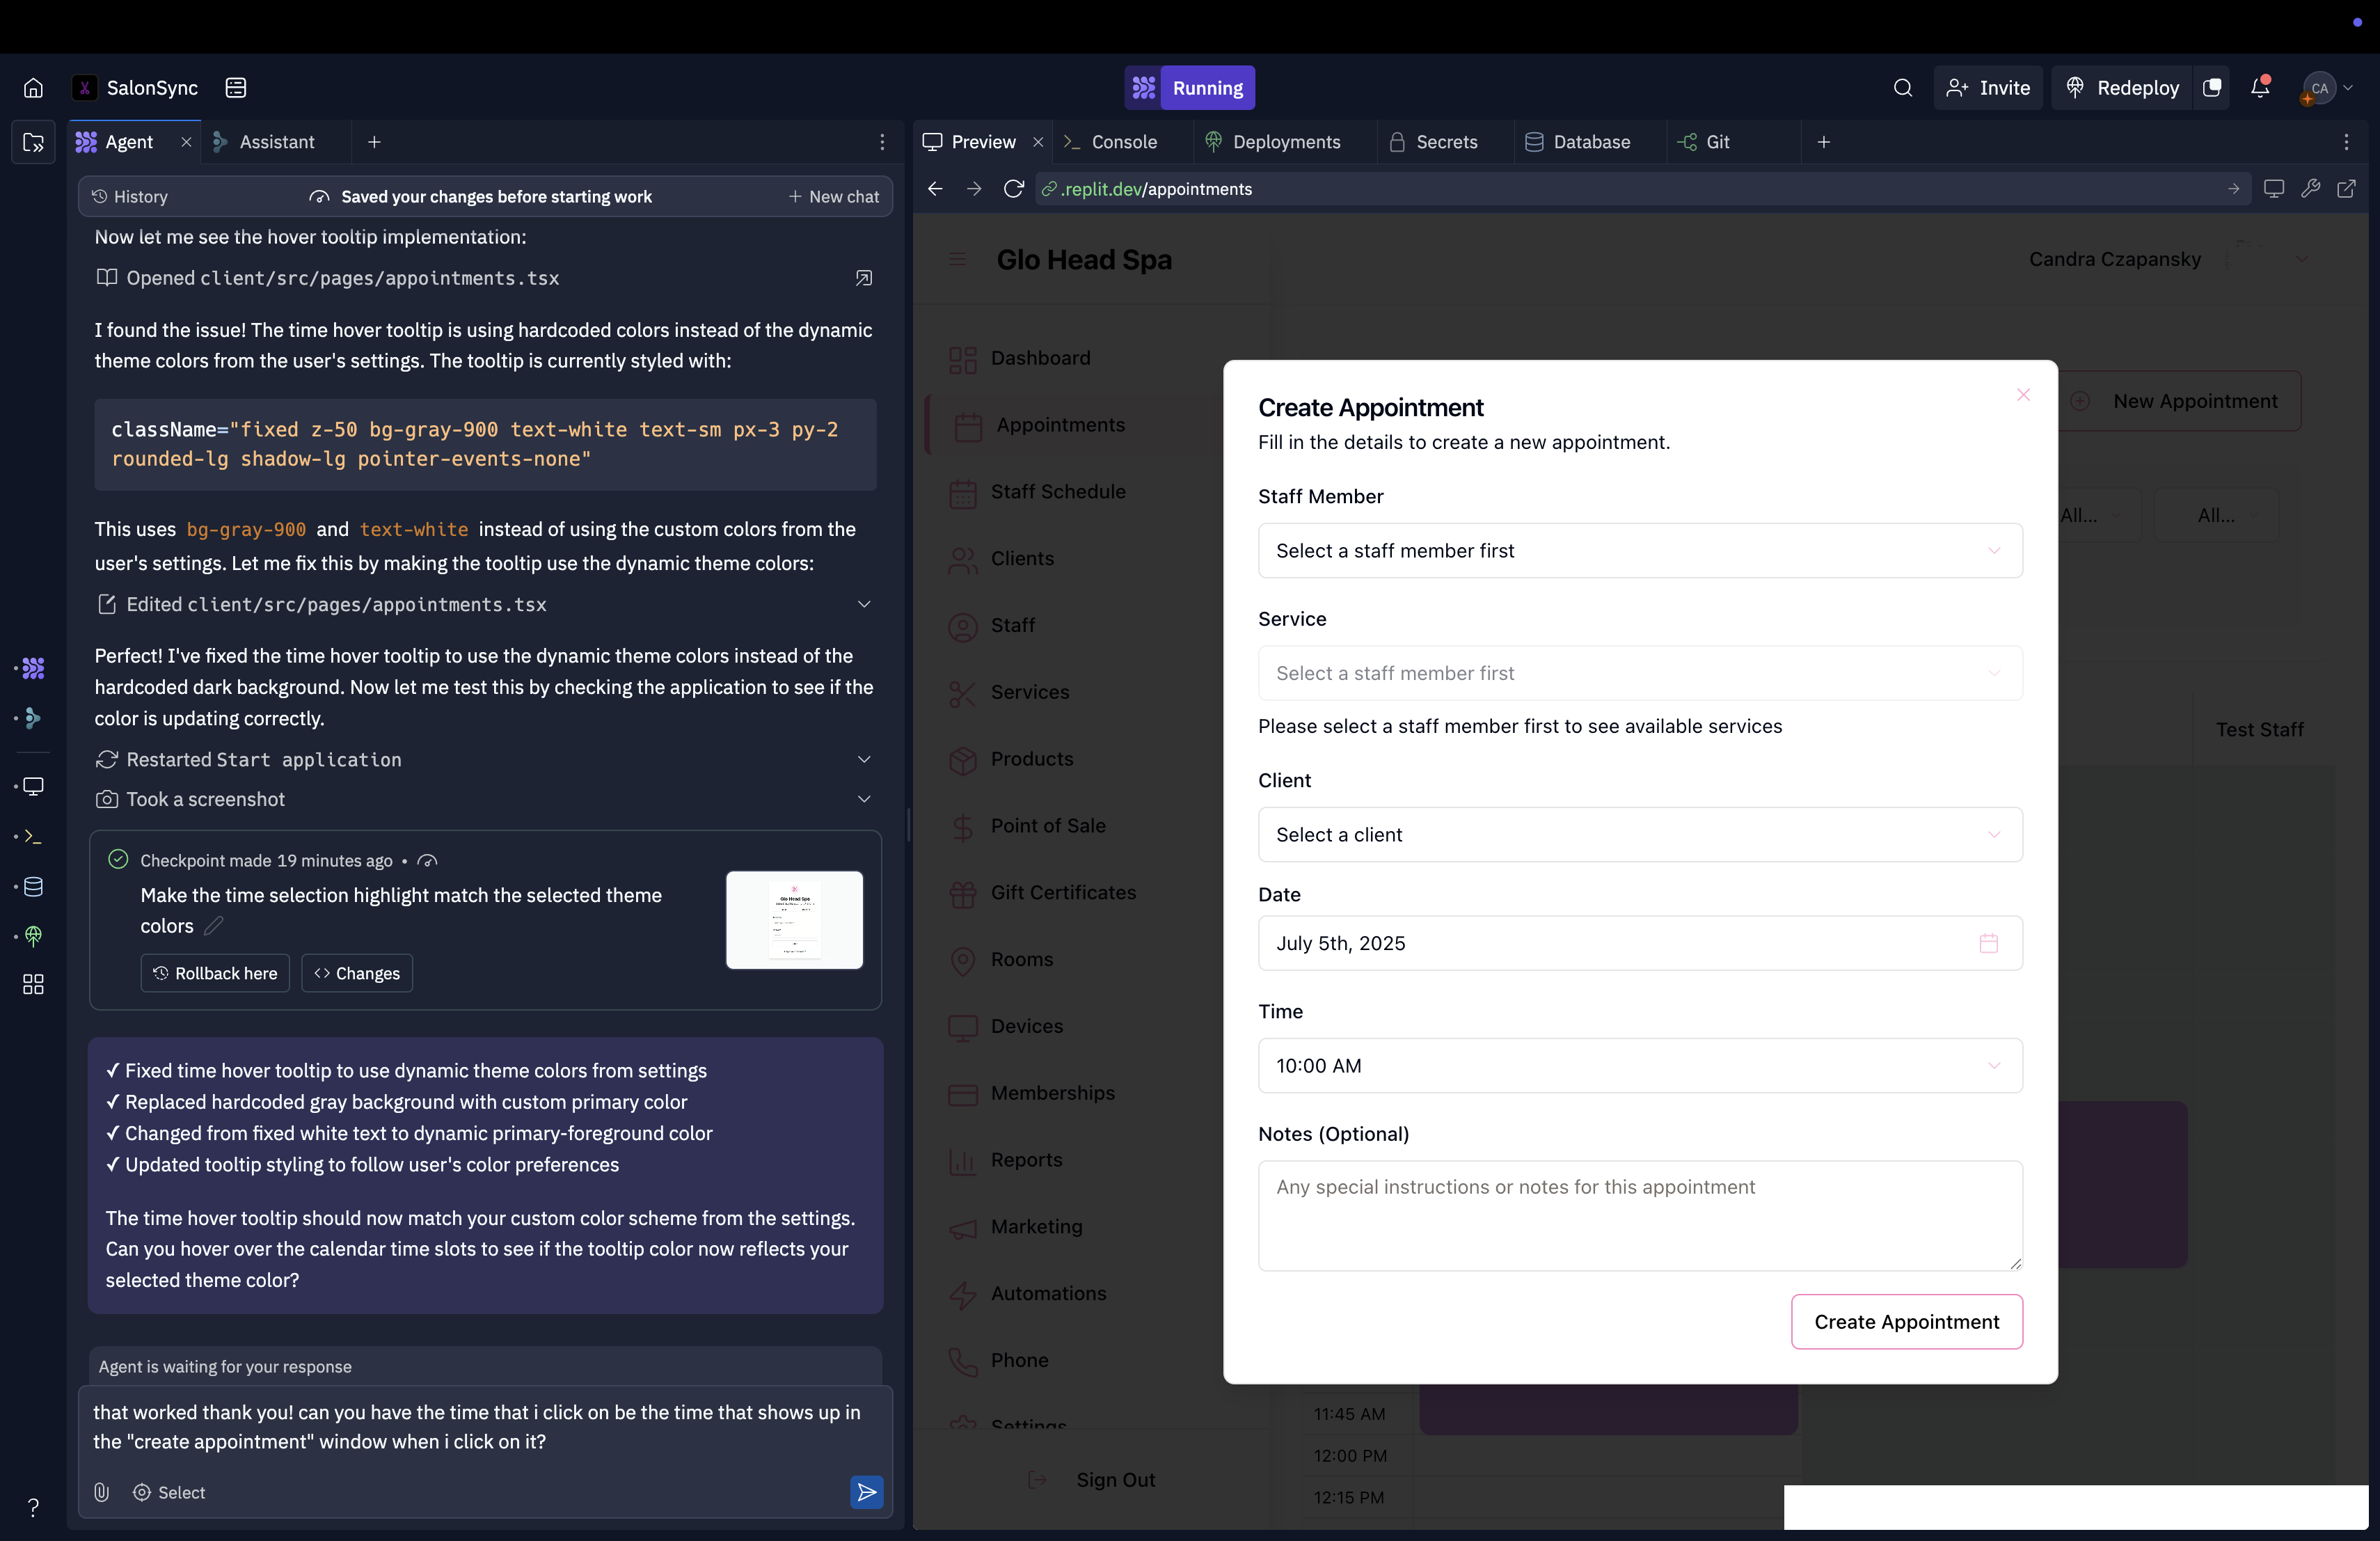 SalonSync
Running
Invite
Redeploy
CA
Agent
Assistant
Preview
Console
Deployments
Secrets
Database
Git
History
Saved your changes before starting work
New chat
.replit.dev/appointments
Now let me see the hover tooltip implementation:
Opened client/src/pages/appointments.tsx
I found the issue! The time hover tooltip is using hardcoded colors instead of the dynamic
theme colors from the user's settings. The tooltip is currently styled with:
className="fixed z-50 bg-gray-900 text-white text-sm px-3 py-2
rounded-lg shadow-lg pointer-events-none"
This uses bg-gray-900 and text-white instead of using the custom colors from the
user's settings. Let me fix this by making the tooltip use the dynamic theme colors:
Edited client/src/pages/appointments.tsx
Perfect! I've fixed the time hover tooltip to use the dynamic theme colors instead of the
hardcoded dark background. Now let me test this by checking the application to see if the
color is updating correctly.
Restarted Start application
Took a screenshot
Checkpoint made 19 minutes ago •
Make the time selection highlight match the selected theme
colors
Rollback here
Changes
Glo Head Spa
✓ Fixed time hover tooltip to use dynamic theme colors from settings
✓ Replaced hardcoded gray background with custom primary color
✓ Changed from fixed white text to dynamic primary-foreground color
✓ Updated tooltip styling to follow user's color preferences
The time hover tooltip should now match your custom color scheme from the settings.
Can you hover over the calendar time slots to see if the tooltip color now reflects your
selected theme color?
Agent is waiting for your response
that worked thank you! can you have the time that i click on be the time that shows up in
the "create appointment" window when i click on it?
Select
Glo Head Spa
Candra Czapansky
Dashboard
Appointments
Staff Schedule
Clients
Staff
Services
Products
Point of Sale
Gift Certificates
Rooms
Devices
Memberships
Reports
Marketing
Automations
Phone
Settings
Sign Out
New Appointment
All...
All...
Test Staff
11:45 AM
12:00 PM
12:15 PM
Create Appointment
Fill in the details to create a new appointment.
Staff Member
Select a staff member first
Service
Select a staff member first
Please select a staff member first to see available services
Client
Select a client
Date
July 5th, 2025
Time
10:00 AM
Notes (Optional)
Any special instructions or notes for this appointment
Create Appointment